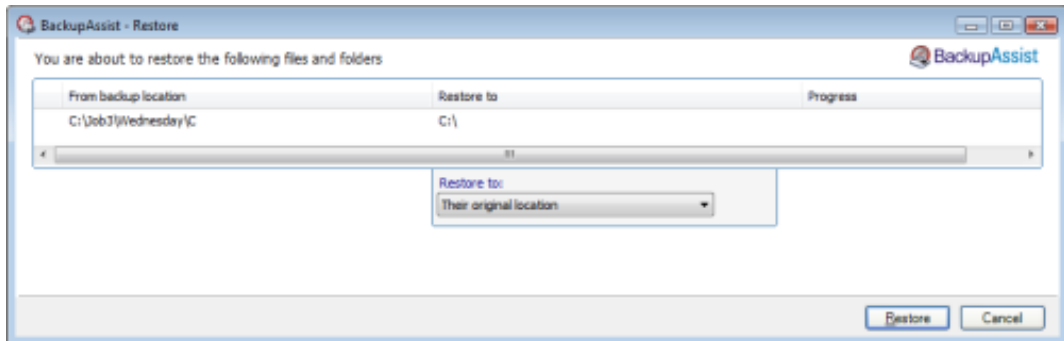 BackupAssist - Restore
You are about to restore the following files and folders
BackupAssist
From backup location Restore to Progress
C:\Job3\Wednesday\C C:\
Restore to:
Their original location
Restore Cancel